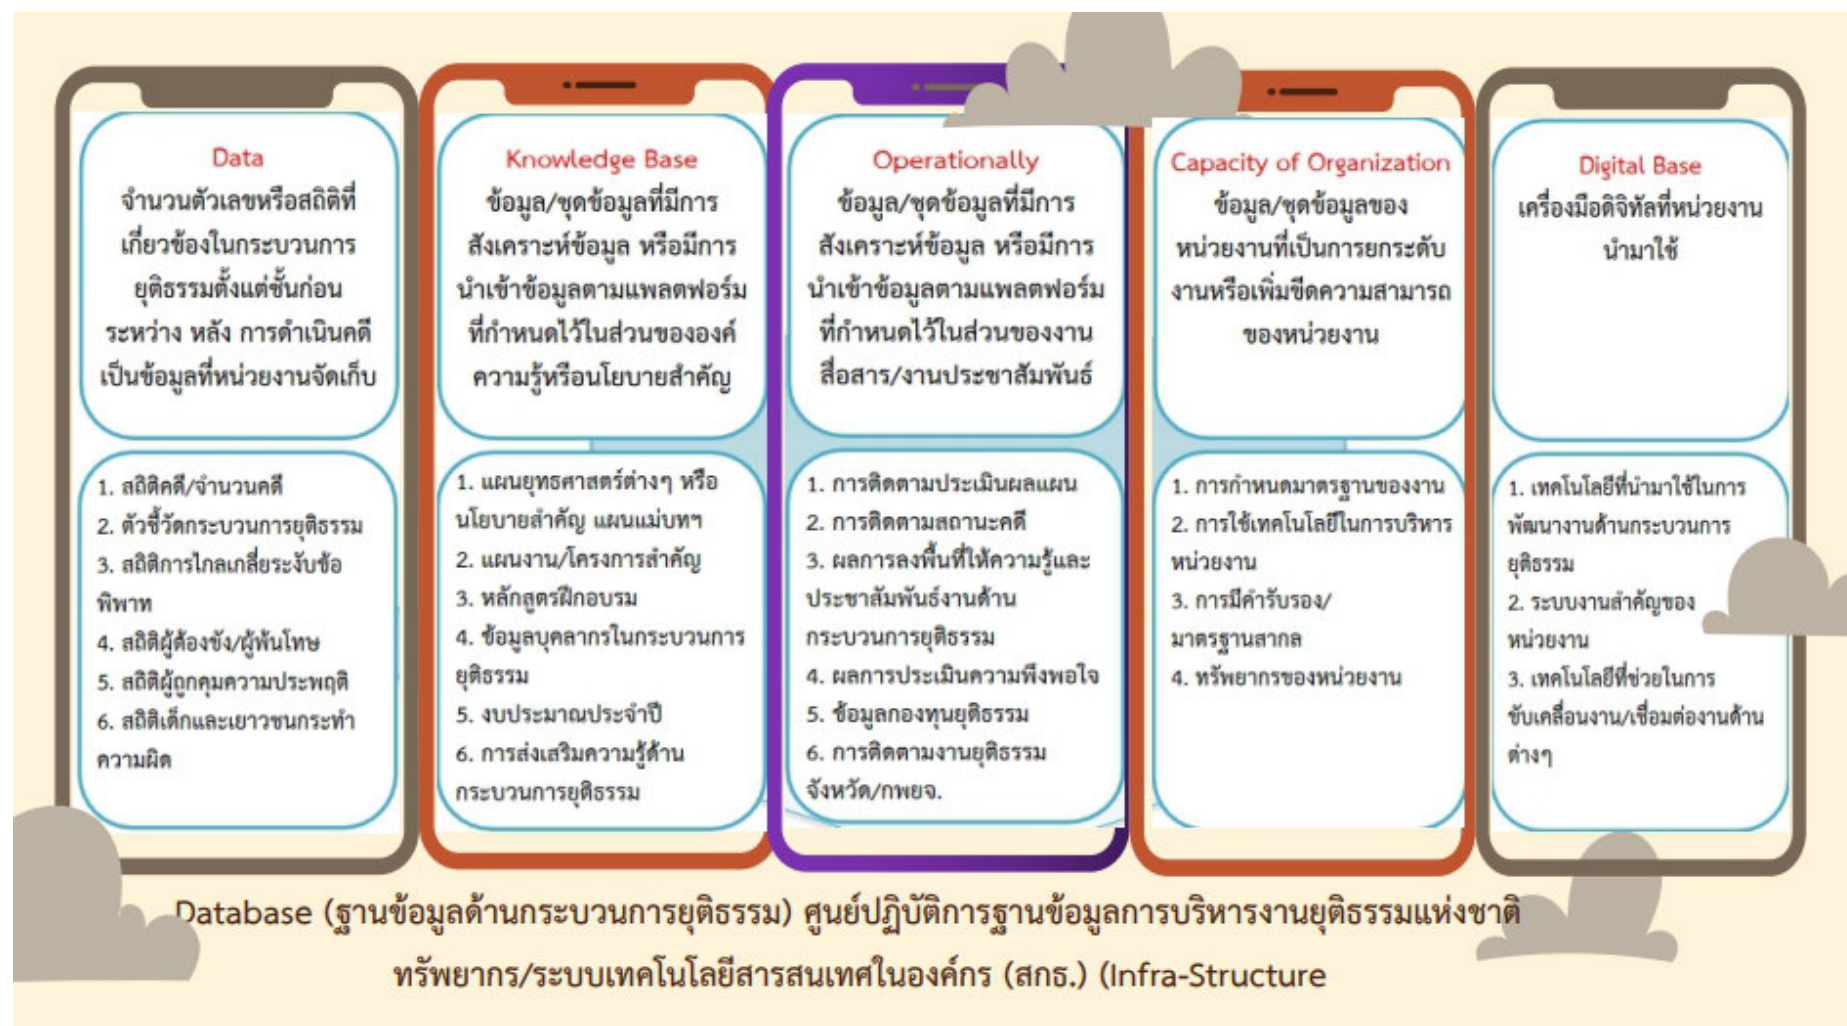 Data
จำนวนตัวเลขหรือสถิติที่
เกี่ยวข้องในกระบวนการ
ยุติธรรมตั้งแต่ชั้นก่อน
ระหว่าง หลัง การดำเนินคดี
เป็นข้อมูลที่หน่วยงานจัดเก็บ
1. สถิติคดี/จำนวนคดี
2. ตัวชี้วัดกระบวนการยุติธรรม
3. สถิติการไกลเกลี่ยระงับข้อ
พิพาท
4. สถิติผู้ต้องขัง/ผู้พ้นโทษ
5. สถิติผู้ถูกคุมความประพฤติ
6. สถิติเด็กและเยาวชนกระทำ
ความผิด
Knowledge Base
ข้อมูล/ชุดข้อมูลที่มีการ
สังเคราะห์ข้อมูล หรือมีการ
นำเข้าข้อมูลตามแพลตฟอร์ม
ที่กำหนดไว้ในส่วนขององค์
ความรู้หรือนโยบายสำคัญ
1. แผนยุทธศาสตร์ต่างๆ หรือ
นโยบายสำคัญ แผนแม่บทฯ
2. แผนงาน/โครงการสำคัญ
3. หลักสูตรฝึกอบรม
4. ข้อมูลบุคลากรในกระบวนการ
ยุติธรรม
5. งบประมาณประจำปี
6. การส่งเสริมความรู้ด้าน
กระบวนการยุติธรรม
Operationally
ข้อมูล/ชุดข้อมูลที่มีการ
สังเคราะห์ข้อมูล หรือมีการ
นำเข้าข้อมูลตามแพลตฟอร์ม
ที่กำหนดไว้ในส่วนของงาน
สื่อสาร/งานประชาสัมพันธ์
1. การติดตามประเมินผลแผน
2. การติดตามสถานะคดี
3. ผลการลงพื้นที่ให้ความรู้และ
ประชาสัมพันธ์งานด้าน
กระบวนการยุติธรรม
4. ผลการประเมินความพึงพอใจ
5. ข้อมูลกองทุนยุติธรรม
6. การติดตามงานยุติธรรม
จังหวัด/กพยจ.
Capacity of Organization
ข้อมูล/ชุดข้อมูลของ
หน่วยงานที่เป็นการยกระดับ
งานหรือเพิ่มขีดความสามารถ
ของหน่วยงาน
1. การกำหนดมาตรฐานของงาน
2. การใช้เทคโนโลยีในการบริหาร
หน่วยงาน
3. การมีคำรับรอง/
มาตรฐานสากล
4. ทรัพยากรของหน่วยงาน
Digital Base
เครื่องมือดิจิทัลที่หน่วยงาน
นำมาใช้
1. เทคโนโลยีที่นำมาใช้ในการ
พัฒนางานด้านกระบวนการ
ยุติธรรม
2. ระบบงานสำคัญของ
หน่วยงาน
3. เทคโนโลยีที่ช่วยในการ
ขับเคลื่อนงาน/เชื่อมต่องานด้าน
ต่างๆ
Database (ฐานข้อมูลด้านกระบวนการยุติธรรม) ศูนย์ปฏิบัติการฐานข้อมูลการบริหารงานยุติธรรมแห่งชาติ
ทรัพยากร/ระบบเทคโนโลยีสารสนเทศในองค์กร (สกธ.) (Infra-Structure